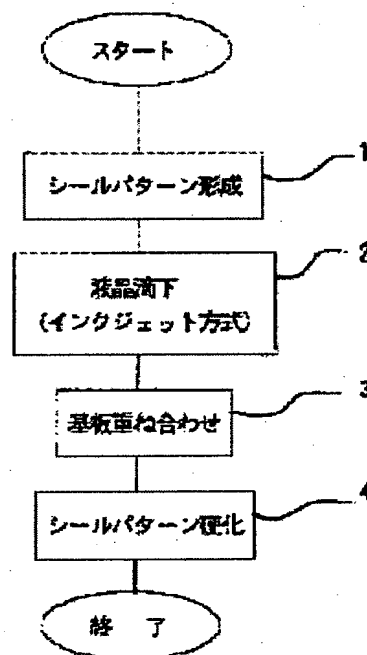 スタート
シールパターン形成
1
液晶滴下
(インクジェット方式)
2
基板重ね合わせ
3
シールパターン硬化
4
終 了